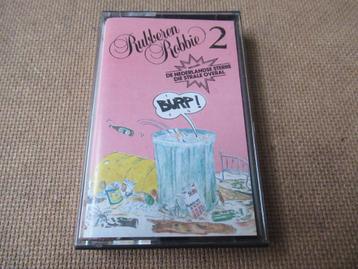 Rubberen
Robbie 2
DE NEDERLANDSE STERRE
DIE STRALE OVERAL
BURP!